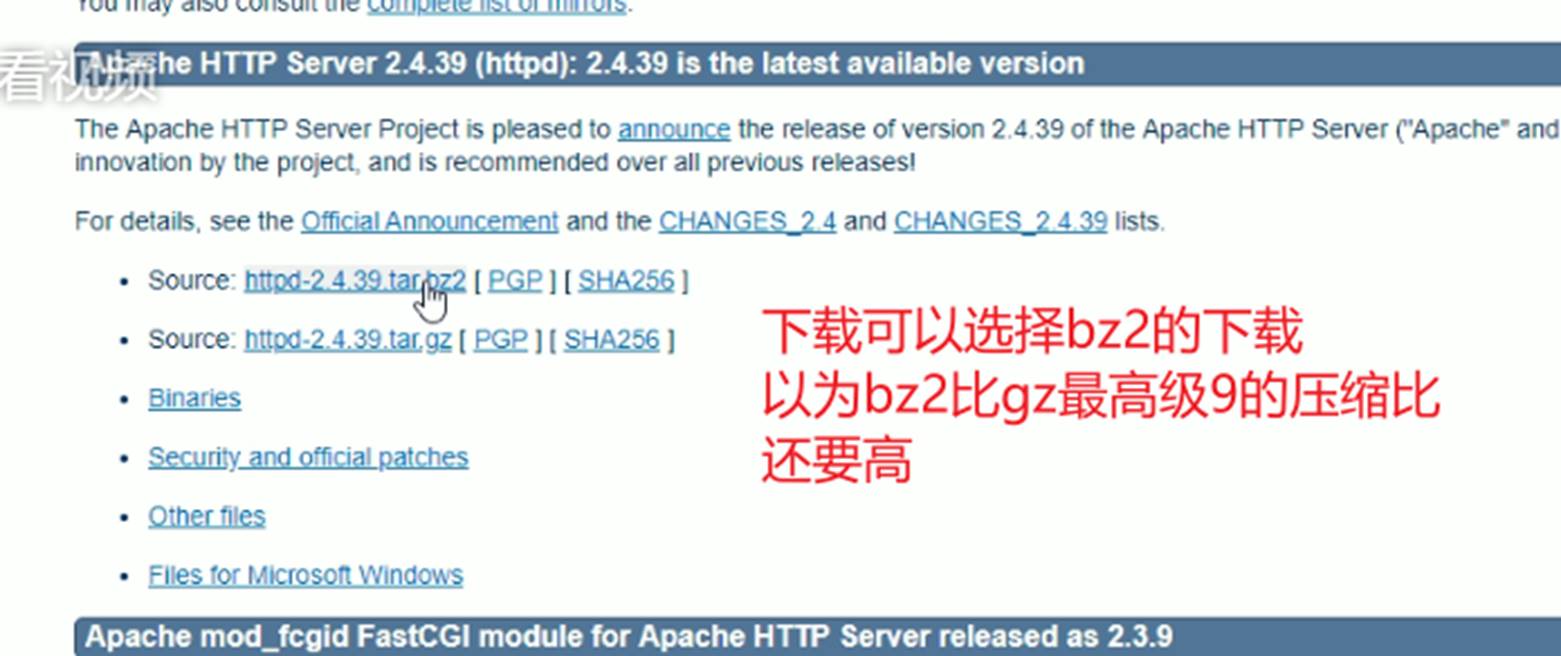 You may also consult the complete list of mirrors.
Apache HTTP Server 2.4.39 (httpd): 2.4.39 is the latest available version
看视频
The Apache HTTP Server Project is pleased to announce the release of version 2.4.39 of the Apache HTTP Server ("Apache" and
innovation by the project, and is recommended over all previous releases!
For details, see the Official Announcement and the CHANGES_2.4 and CHANGES_2.4.39 lists.
• Source: httpd-2.4.39.tar.bz2 [ PGP ] [ SHA256 ]
• Source: httpd-2.4.39.tar.gz [ PGP ] [ SHA256 ]
下载可以选择bz2的下载
以为bz2比gz最高级9的压缩比
还要高
• Binaries
• Security and official patches
• Other files
• Files for Microsoft Windows
Apache mod_fcgid FastCGI module for Apache HTTP Server released as 2.3.9